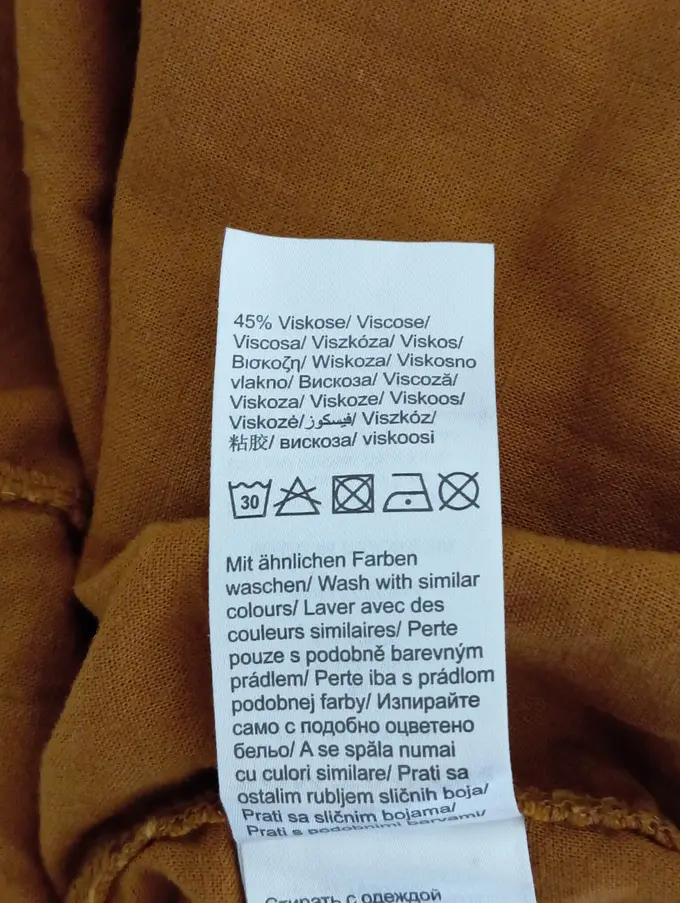 45% Viskose/ Viscose/
Viscosa/ Viszkóza/ Viskos/
Βισκοζη/ Wiskoza/ Viskosno
vlakno/ Вискоза/ Viscoză/
Viskoza/ Viskoze/ Viskoos/
Viskozė/فيسكوز/ Viszkóz/
粘胶/ вискоза/ viskoosi
30
Mit ähnlichen Farben
waschen/ Wash with similar
colours/ Laver avec des
couleurs similaires/ Perte
pouze s podobně barevným
prádlem/ Perte iba s prádlom
podobnej farby/ Изпирайте
само с подобно оцветено
бельо/ A se spăla numai
cu culori similare/ Prati sa
ostalim rubljem sličnih boja/
Prati sa sličnim bojama/
Prati s podobnimi barvami/
Стирать с одеждой